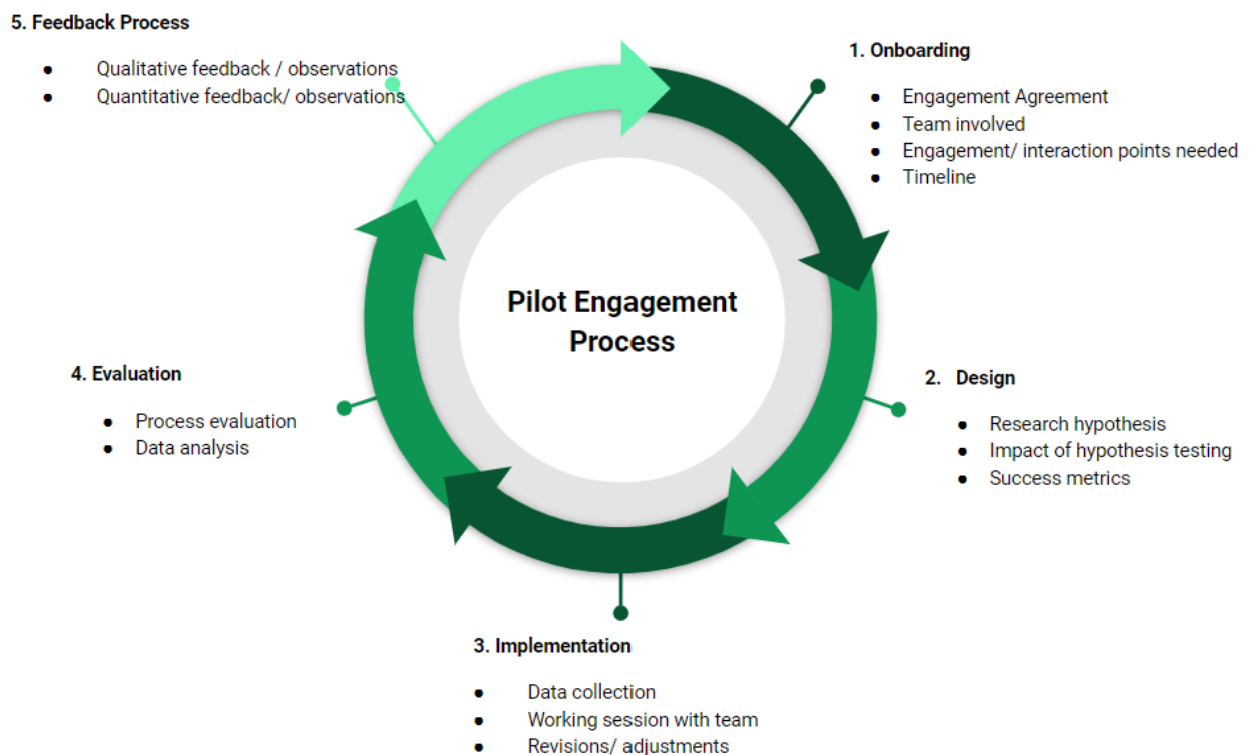 5. Feedback Process
● Qualitative feedback / observations
● Quantitative feedback/ observations
1. Onboarding
● Engagement Agreement
● Team involved
● Engagement/ interaction points needed
● Timeline
Pilot Engagement
Process
4. Evaluation
● Process evaluation
● Data analysis
2. Design
● Research hypothesis
● Impact of hypothesis testing
● Success metrics
3. Implementation
● Data collection
● Working session with team
● Revisions/ adjustments